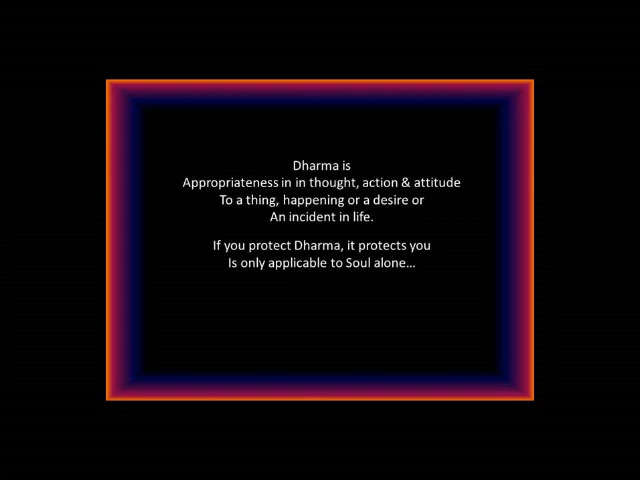 Dharma is
Appropriateness in in thought, action & attitude
To a thing, happening or a desire or
An incident in life.
If you protect Dharma, it protects you
Is only applicable to Soul alone...